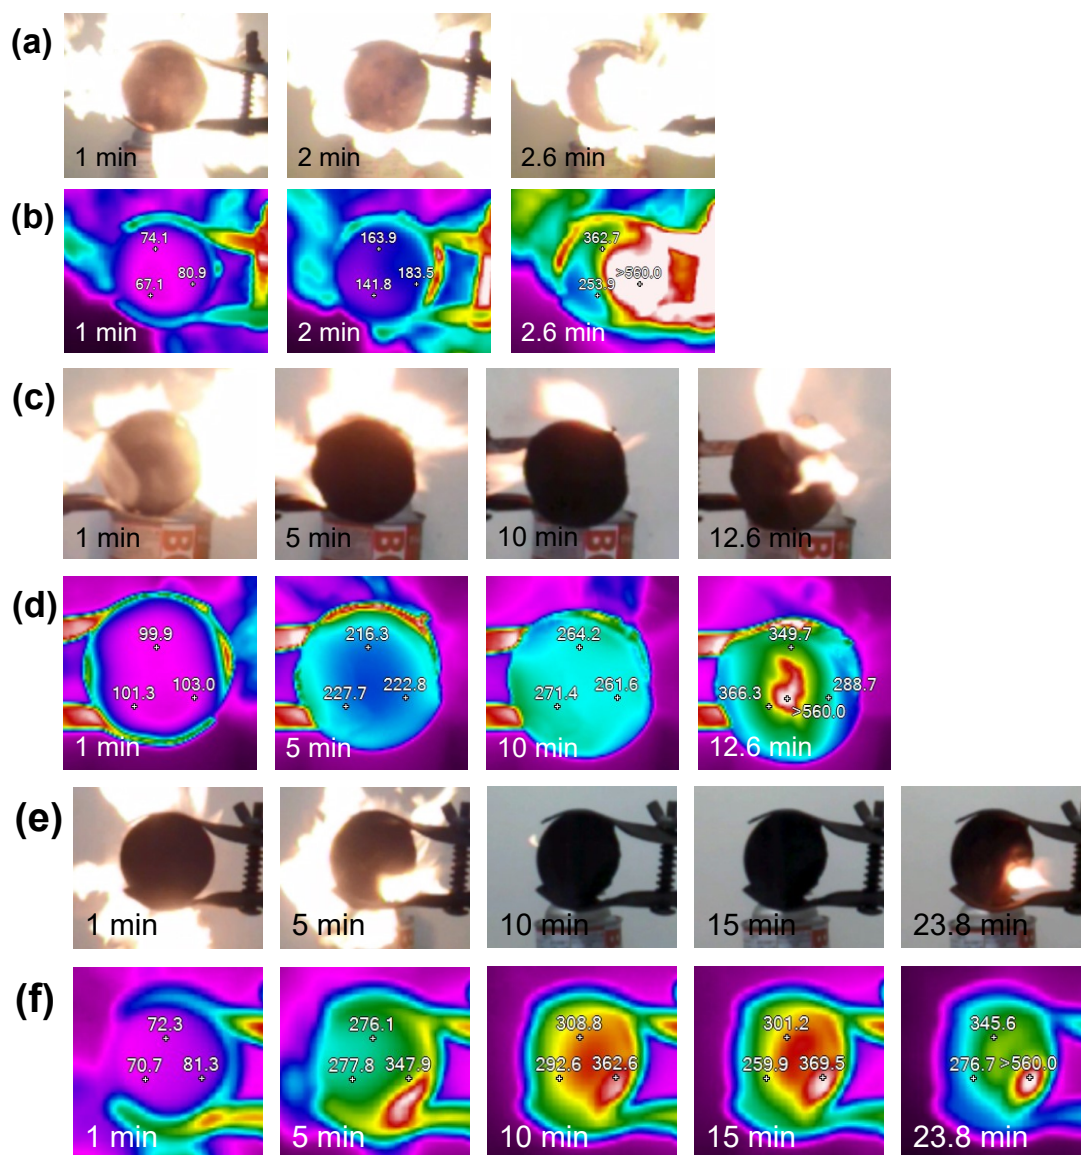 (a)
1 min 2 min 2.6 min
(b)
74.1 163.9 362.7
67.1 80.9 141.8 183.5 253.9 >560.0
1 min 2 min 2.6 min
(c)
1 min 5 min 10 min 12.6 min
(d)
99.9 216.3 264.2 349.7
101.3 103.0 227.7 222.8 271.4 261.6 366.3 288.7
>560.0
1 min 5 min 10 min 12.6 min
(e)
1 min 5 min 10 min 15 min 23.8 min
(f)
72.3 276.1 308.8 301.2 345.6
70.7 81.3 277.8 347.9 292.6 362.6 259.9 369.5 276.7 >560.0
1 min 5 min 10 min 15 min 23.8 min